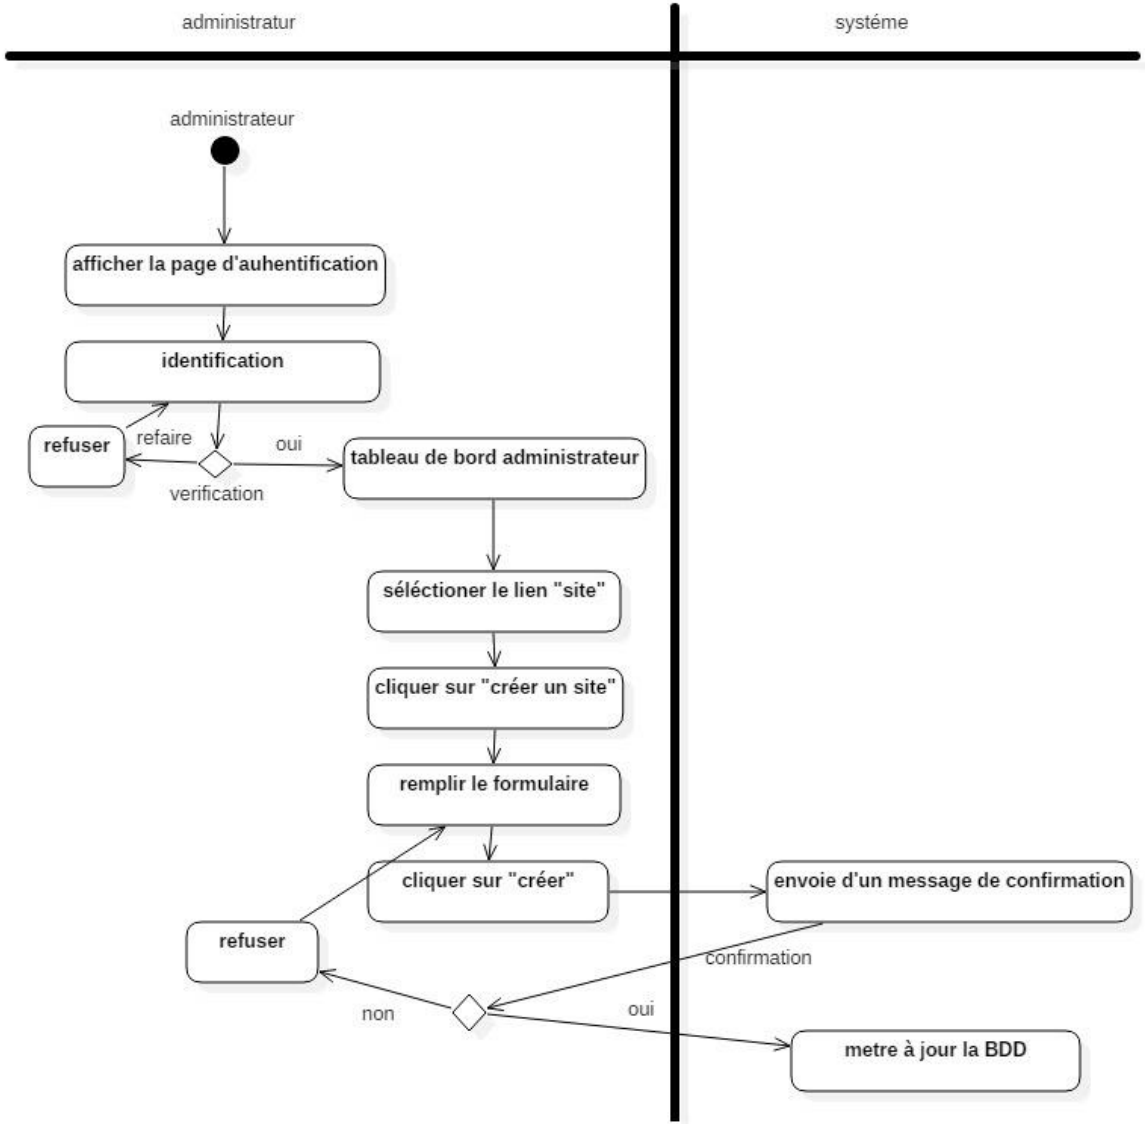 administratur
systéme
administrateur
afficher la page d'auhentification
identification
refuser
refaire
oui
tableau de bord administrateur
verification
séléctioner le lien "site"
cliquer sur "créer un site"
remplir le formulaire
cliquer sur "créer"
envoie d'un message de confirmation
refuser
confirmation
non
oui
metre à jour la BDD